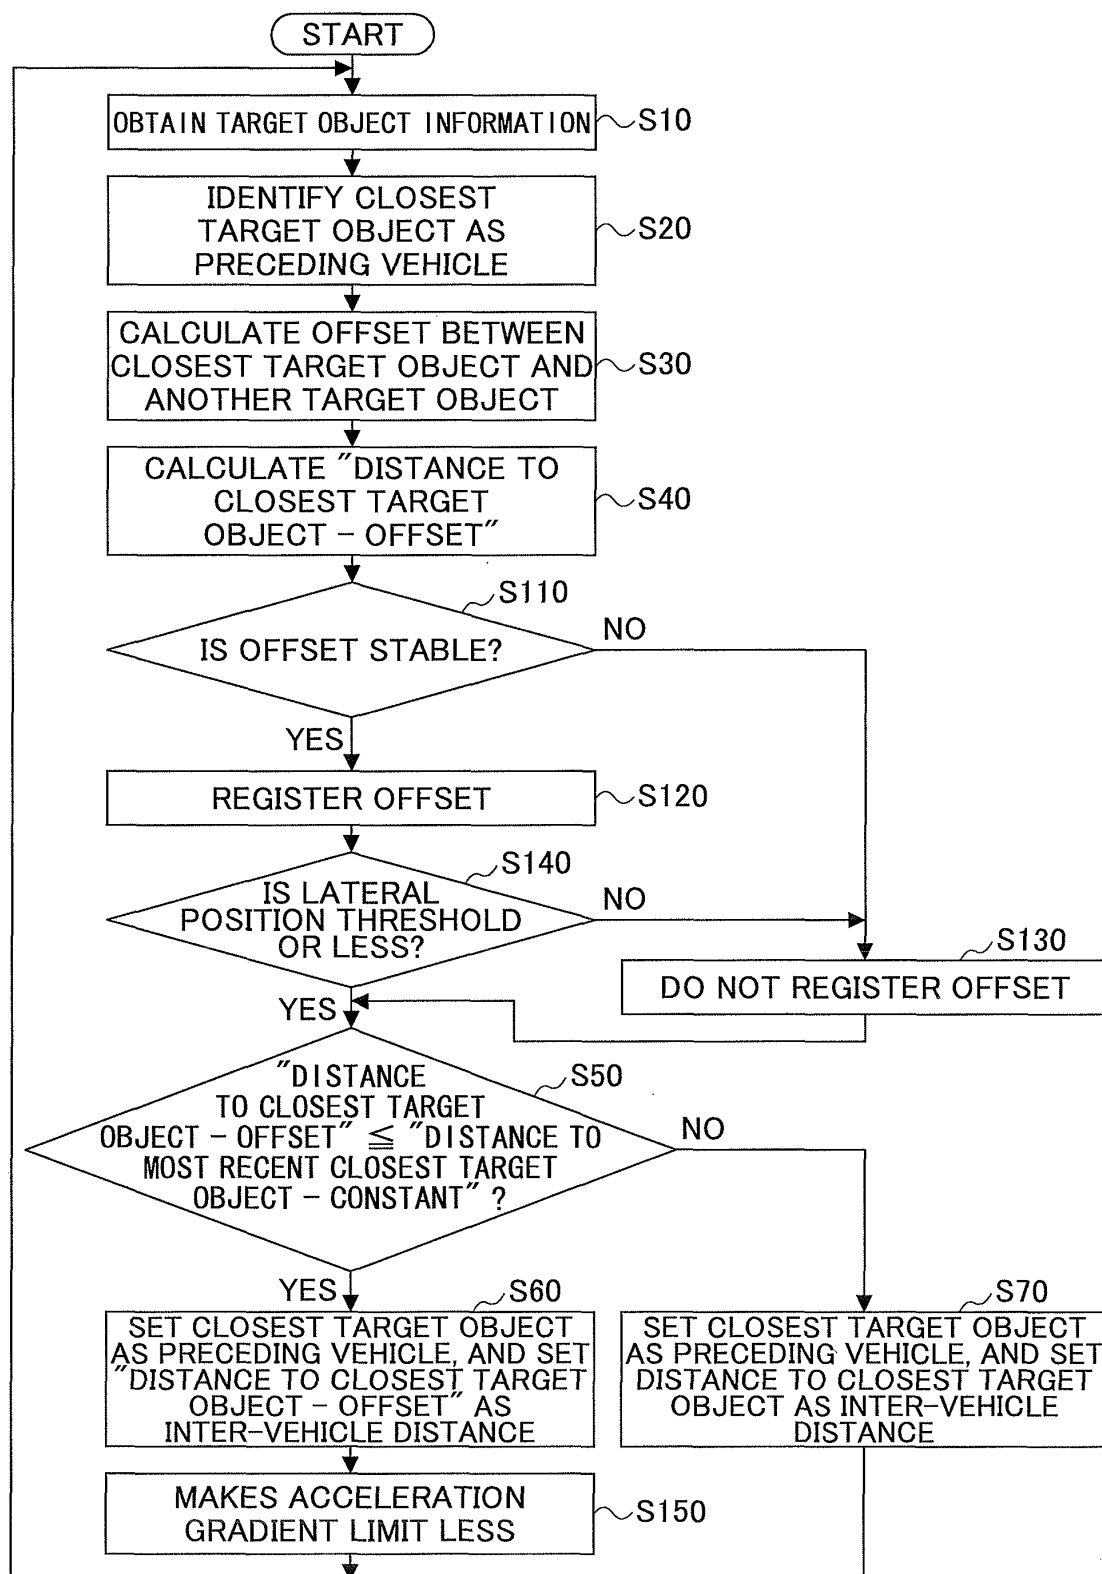 START
OBTAIN TARGET OBJECT INFORMATION
S10
IDENTIFY CLOSEST
TARGET OBJECT AS
PRECEDING VEHICLE
S20
CALCULATE OFFSET BETWEEN
CLOSEST TARGET OBJECT AND
ANOTHER TARGET OBJECT
S30
CALCULATE "DISTANCE TO
CLOSEST TARGET
OBJECT – OFFSET"
S40
S110
IS OFFSET STABLE?
NO
YES
REGISTER OFFSET
S120
S140
IS LATERAL
POSITION THRESHOLD
OR LESS?
NO
S130
DO NOT REGISTER OFFSET
YES
"DISTANCE
TO CLOSEST TARGET
OBJECT – OFFSET" ≦ "DISTANCE TO
MOST RECENT CLOSEST TARGET
OBJECT – CONSTANT" ?
S50
NO
YES
S60
SET CLOSEST TARGET OBJECT
AS PRECEDING VEHICLE, AND SET
"DISTANCE TO CLOSEST TARGET
OBJECT – OFFSET" AS
INTER-VEHICLE DISTANCE
S70
SET CLOSEST TARGET OBJECT
AS PRECEDING VEHICLE, AND SET
DISTANCE TO CLOSEST TARGET
OBJECT AS INTER-VEHICLE
DISTANCE
MAKES ACCELERATION
GRADIENT LIMIT LESS
S150